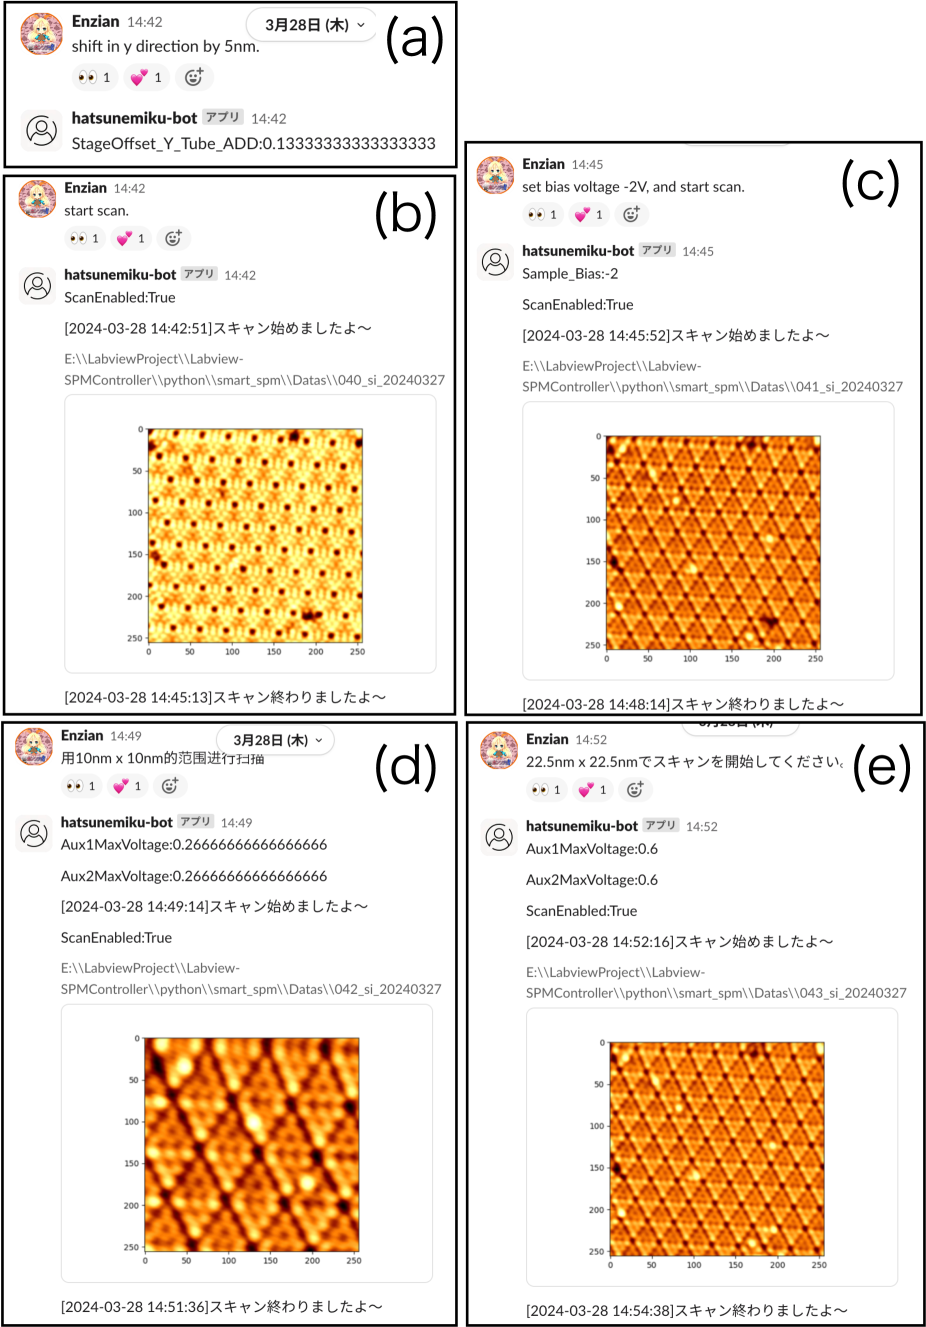 Enzian 14:42
3月28日 (木)
(a)
shift in y direction by 5nm.
1
1
hatsunemiku-bot アプリ 14:42
StageOffset_Y_Tube_ADD:0.13333333333333333
Enzian 14:42
(b)
start scan.
1
1
hatsunemiku-bot アプリ 14:42
ScanEnabled:True
[2024-03-28 14:42:51]スキャン始めましたよ〜
E:\\LabviewProject\\Labview-
SPMController\\python\\smart_spm\\Datas\\040_si_20240327
0
50
100
150
200
250
0 50 100 150 200 250
[2024-03-28 14:45:13]スキャン終わりましたよ〜
Enzian 14:45
(c)
set bias voltage -2V, and start scan.
1
1
hatsunemiku-bot アプリ 14:45
Sample_Bias:-2
ScanEnabled:True
[2024-03-28 14:45:52]スキャン始めましたよ〜
E:\\LabviewProject\\Labview-
SPMController\\python\\smart_spm\\Datas\\041_si_20240327
0
50
100
150
200
250
0 50 100 150 200 250
[2024-03-28 14:48:14]スキャン終わりましたよ〜
Enzian 14:49
3月28日 (木)
(d)
用10nm x 10nm的范围进行扫描
1
1
hatsunemiku-bot アプリ 14:49
Aux1MaxVoltage:0.26666666666666666
Aux2MaxVoltage:0.26666666666666666
[2024-03-28 14:49:14]スキャン始めましたよ〜
ScanEnabled:True
E:\\LabviewProject\\Labview-
SPMController\\python\\smart_spm\\Datas\\042_si_20240327
0
50
100
150
200
250
0 50 100 150 200 250
[2024-03-28 14:51:36]スキャン終わりましたよ〜
3月28日 (木)
Enzian 14:52
(e)
22.5nm x 22.5nmでスキャンを開始してください。
1
1
hatsunemiku-bot アプリ 14:52
Aux1MaxVoltage:0.6
Aux2MaxVoltage:0.6
ScanEnabled:True
[2024-03-28 14:52:16]スキャン始めましたよ〜
E:\\LabviewProject\\Labview-
SPMController\\python\\smart_spm\\Datas\\043_si_20240327
0
50
100
150
200
250
0 50 100 150 200 250
[2024-03-28 14:54:38]スキャン終わりましたよ〜